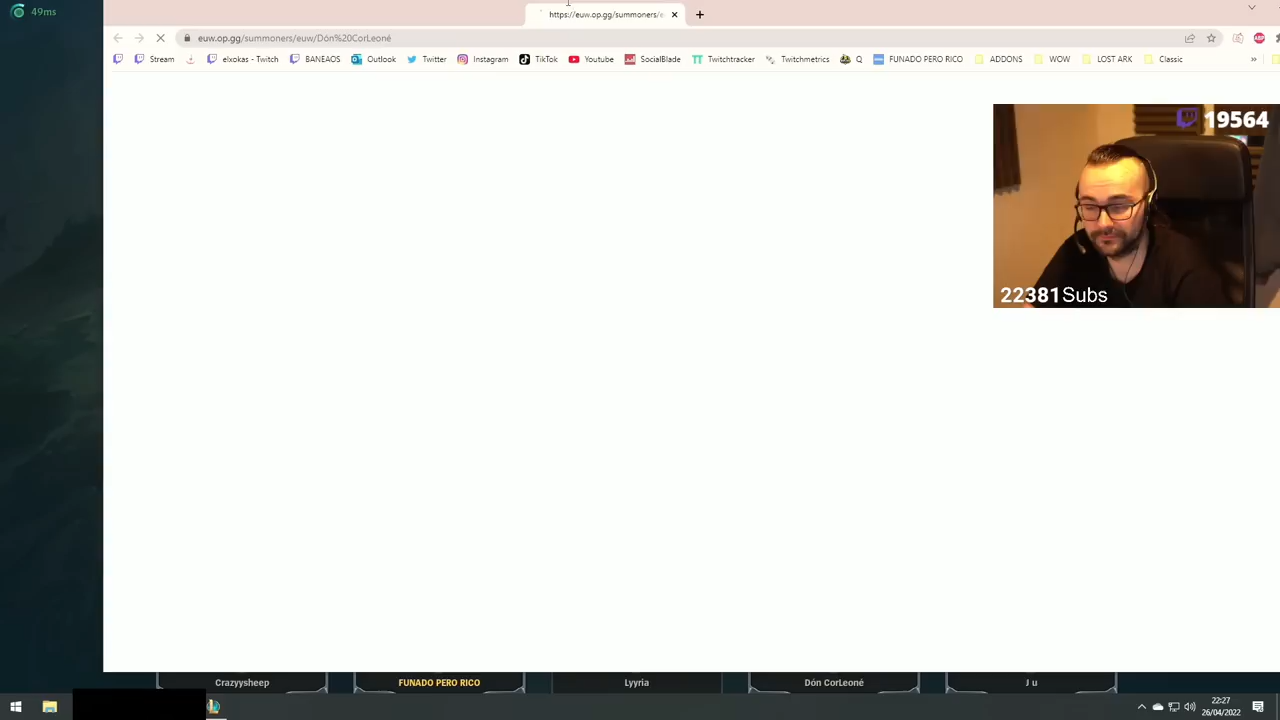 49ms
https://euw.op.gg/summoners/e
euw.op.gg/summoners/euw/Dón%20CorLeoné
Stream elxokas - Twitch BANEAOS Outlook Twitter Instagram TikTok Youtube SocialBlade Twitchtracker Twitchmetrics Q FUNADO PERO RICO ADDONS WOW LOST ARK Classic »
19564
22381Subs
Crazyysheep FUNADO PERO RICO Lyyria Dón CorLeoné J u
22:27
26/04/2022